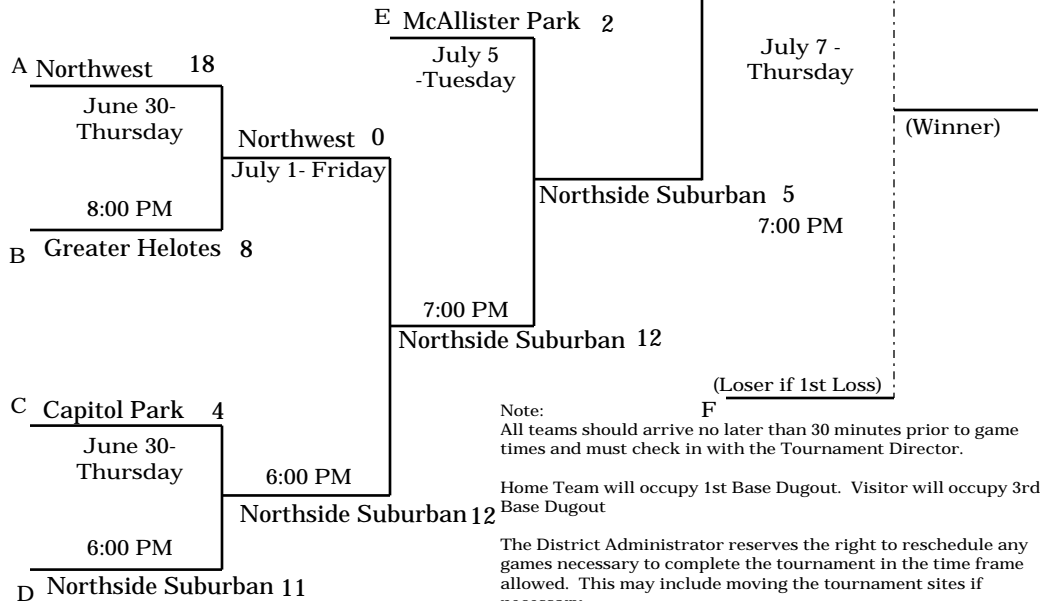 E McAllister Park 2
July 5
-Tuesday
July 7 -
Thursday
A Northwest 18
June 30-
Thursday
(Winner)
Northwest 0
July 1- Friday
Northside Suburban 5
8:00 PM
7:00 PM
B Greater Helotes 8
7:00 PM
Northside Suburban 12
(Loser if 1st Loss)
F
C Capitol Park 4
June 30-
Thursday
6:00 PM
Northside Suburban 12
6:00 PM
D Northside Suburban 11
Note:
All teams should arrive no later than 30 minutes prior to game
times and must check in with the Tournament Director.
Home Team will occupy 1st Base Dugout. Visitor will occupy 3rd
Base Dugout
The District Administrator reserves the right to reschedule any
games necessary to complete the tournament in the time frame
allowed. This may include moving the tournament sites if